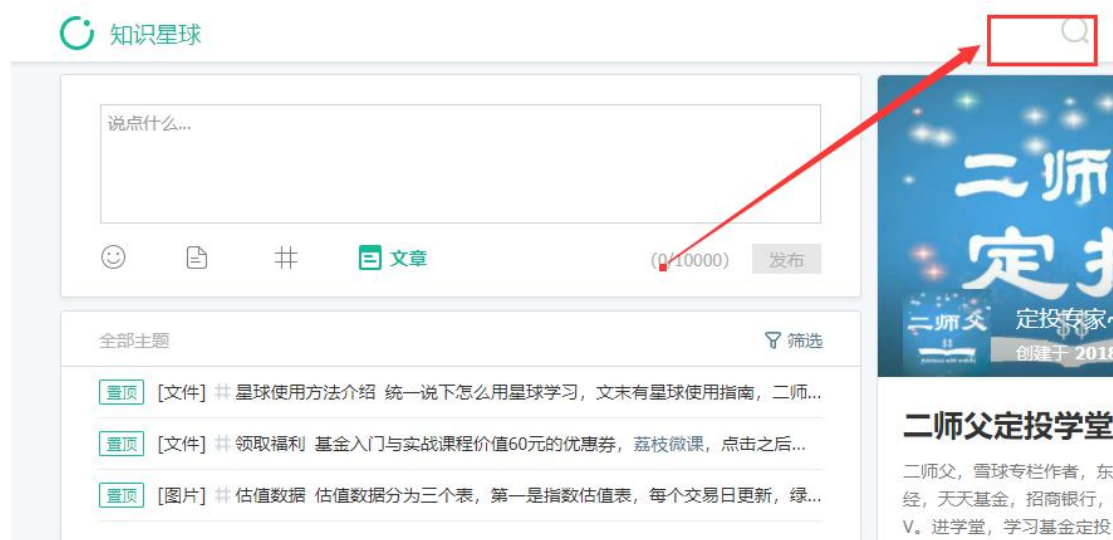 知识星球
说点什么...
文章
(0/10000)
发布
全部主题
筛选
置顶 [文件] #星球使用方法介绍 统一说下怎么用星球学习，文末有星球使用指南，二师...
置顶 [文件] #领取福利 基金入门与实战课程价值60元的优惠券，荔枝微课，点击之后...
置顶 [图片] #估值数据 估值数据分为三个表，第一是指数估值表，每个交易日更新，绿...
二师
定投
二师父
$$
定投专家~
创建于 2018
二师父定投学堂
二师父，雪球专栏作者，东
经，天天基金，招商银行，
V。进学堂，学习基金定投